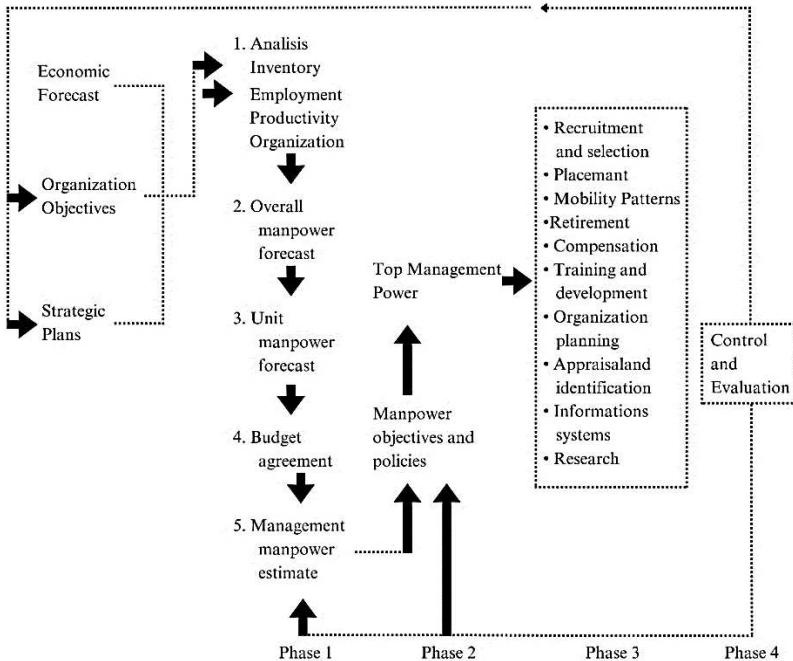 Economic
Forecast
Organization
Objectives
Strategic
Plans
1. Analisis
Inventory
Employment
Productivity
Organization
2. Overall
manpower
forecast
3. Unit
manpower
forecast
4. Budget
agreement
5. Management
manpower
estimate
Top Management
Power
Manpower
objectives and
policies
• Recruitment
and selection
• Placemant
• Mobility Patterns
•Retirement
• Compensation
• Training and
development
• Organization
planning
• Appraisaland
identification
• Informations
systems
• Research
Control
and
Evaluation
Phase 1
Phase 2
Phase 3
Phase 4